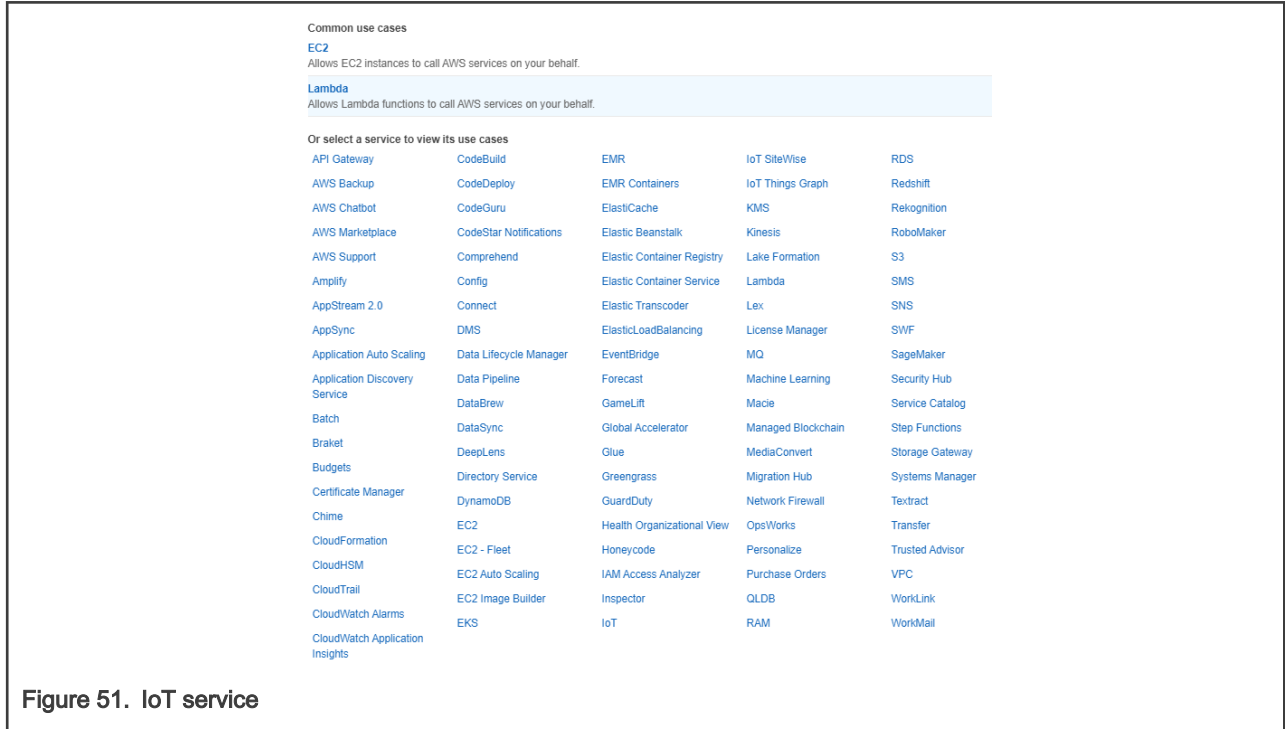 Common use cases
EC2
Allows EC2 instances to call AWS services on your behalf.
Lambda
Allows Lambda functions to call AWS services on your behalf.
Or select a service to view its use cases
API Gateway
AWS Backup
AWS Chatbot
AWS Marketplace
AWS Support
Amplify
AppStream 2.0
AppSync
Application Auto Scaling
Application Discovery
Service
Batch
Braket
Budgets
Certificate Manager
Chime
CloudFormation
CloudHSM
CloudTrail
CloudWatch Alarms
CloudWatch Application
Insights
CodeBuild
CodeDeploy
CodeGuru
CodeStar Notifications
Comprehend
Config
Connect
DMS
Data Lifecycle Manager
Data Pipeline
DataBrew
DataSync
DeepLens
Directory Service
DynamoDB
EC2
EC2 - Fleet
EC2 Auto Scaling
EC2 Image Builder
EKS
EMR
EMR Containers
ElastiCache
Elastic Beanstalk
Elastic Container Registry
Elastic Container Service
Elastic Transcoder
ElasticLoadBalancing
EventBridge
Forecast
GameLift
Global Accelerator
Glue
Greengrass
GuardDuty
Health Organizational View
Honeycode
IAM Access Analyzer
Inspector
IoT
IoT SiteWise
IoT Things Graph
KMS
Kinesis
Lake Formation
Lambda
Lex
License Manager
MQ
Machine Learning
Macie
Managed Blockchain
MediaConvert
Migration Hub
Network Firewall
OpsWorks
Personalize
Purchase Orders
QLDB
RAM
RDS
Redshift
Rekognition
RoboMaker
S3
SMS
SNS
SWF
SageMaker
Security Hub
Service Catalog
Step Functions
Storage Gateway
Systems Manager
Textract
Transfer
Trusted Advisor
VPC
WorkLink
WorkMail
Figure 51. IoT service